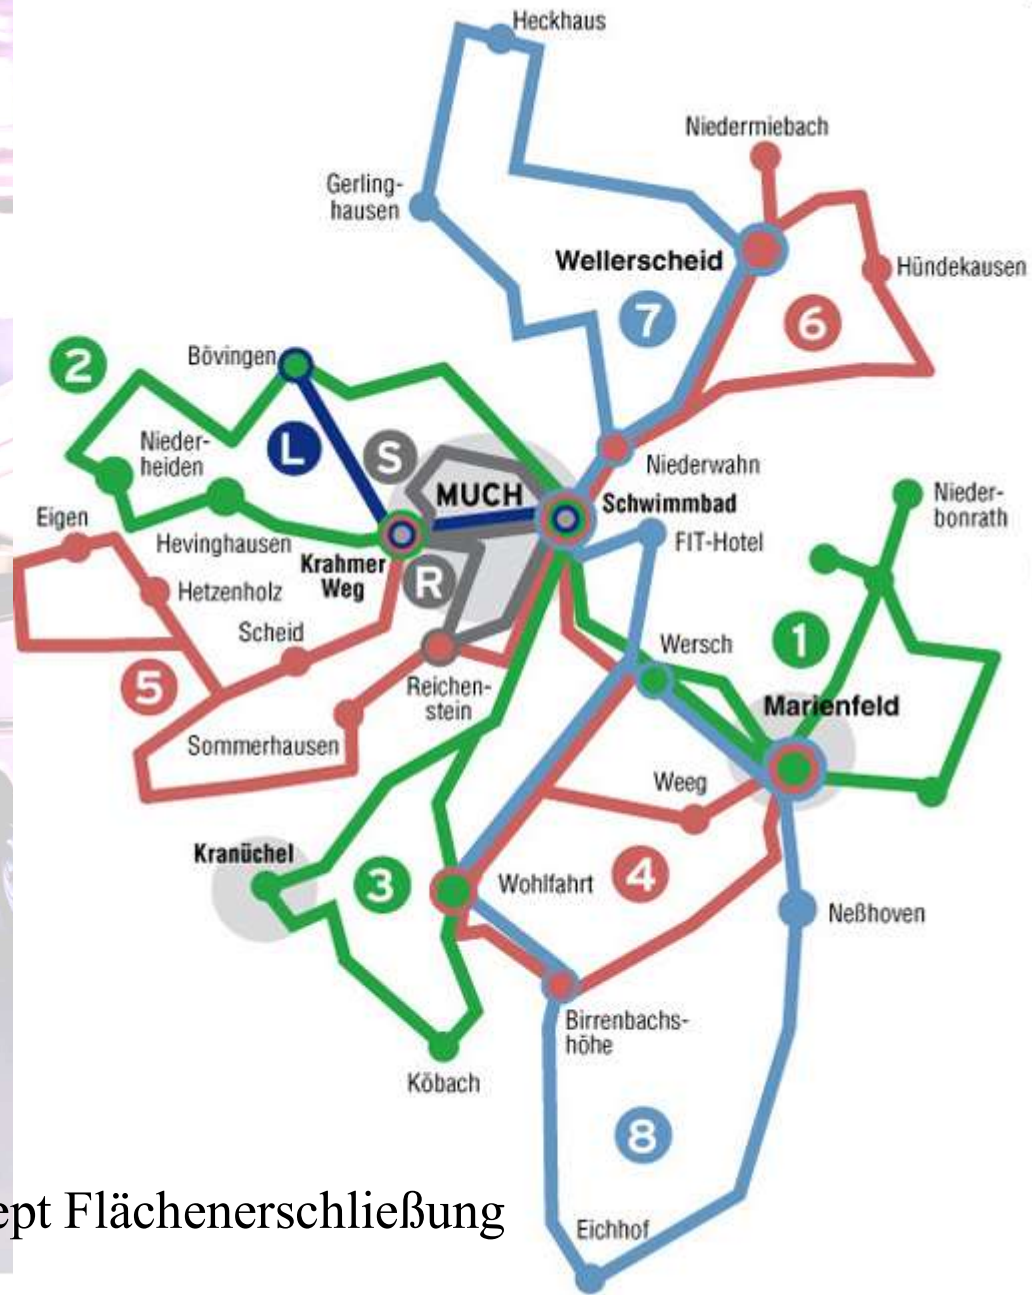 Heckhaus
Niedermiebach
Gerling-
hausen
Wellerscheid
Hündekausen
7
6
2
Bövingen
Nieder-
heiden
L
S
MUCH
Niederwahn
Schwimmbad
Nieder-
bonrath
Eigen
Hevinghausen
FIT-Hotel
Krahmer
Weg
R
Hetzenholz
Scheid
Wersch
1
5
Reichen-
stein
Marienfeld
Sommerhausen
Weeg
Kranüchel
3
Wohlfahrt
4
Neßhoven
Birrenbachs-
höhe
Köbach
8
ept Flächenerschließung
Eichhof